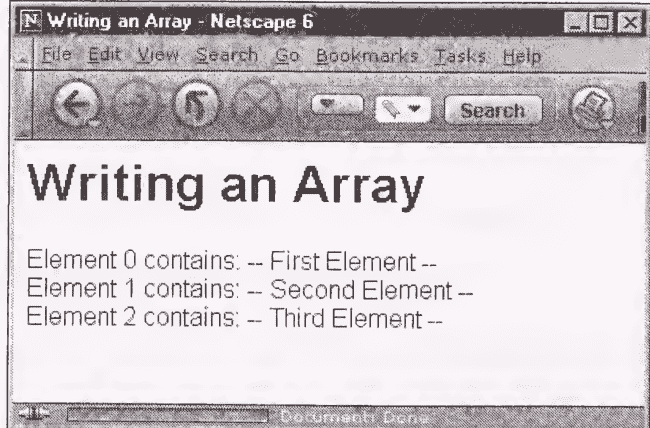 Writing an Array - Netscape 6
File Edit View Search Go Bookmarks Tasks Help
Search
Writing an Array
Element 0 contains: -- First Element --
Element 1 contains: -- Second Element --
Element 2 contains: -- Third Element --
Document: Done